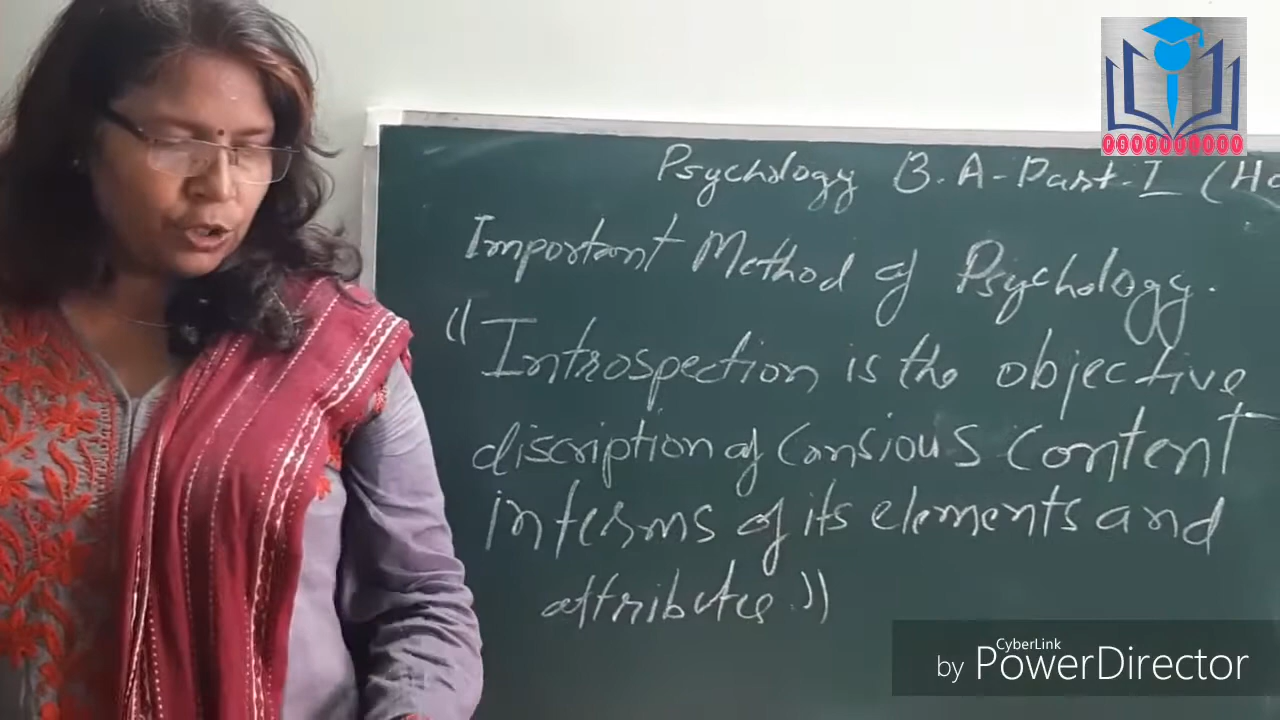 Psychology B.A-Part-I (Ho
Important Method of Psychology.
"Introspection is the objective
discription of Consious Content
in terms of its elements and
attributes."
CyberLink
by PowerDirector